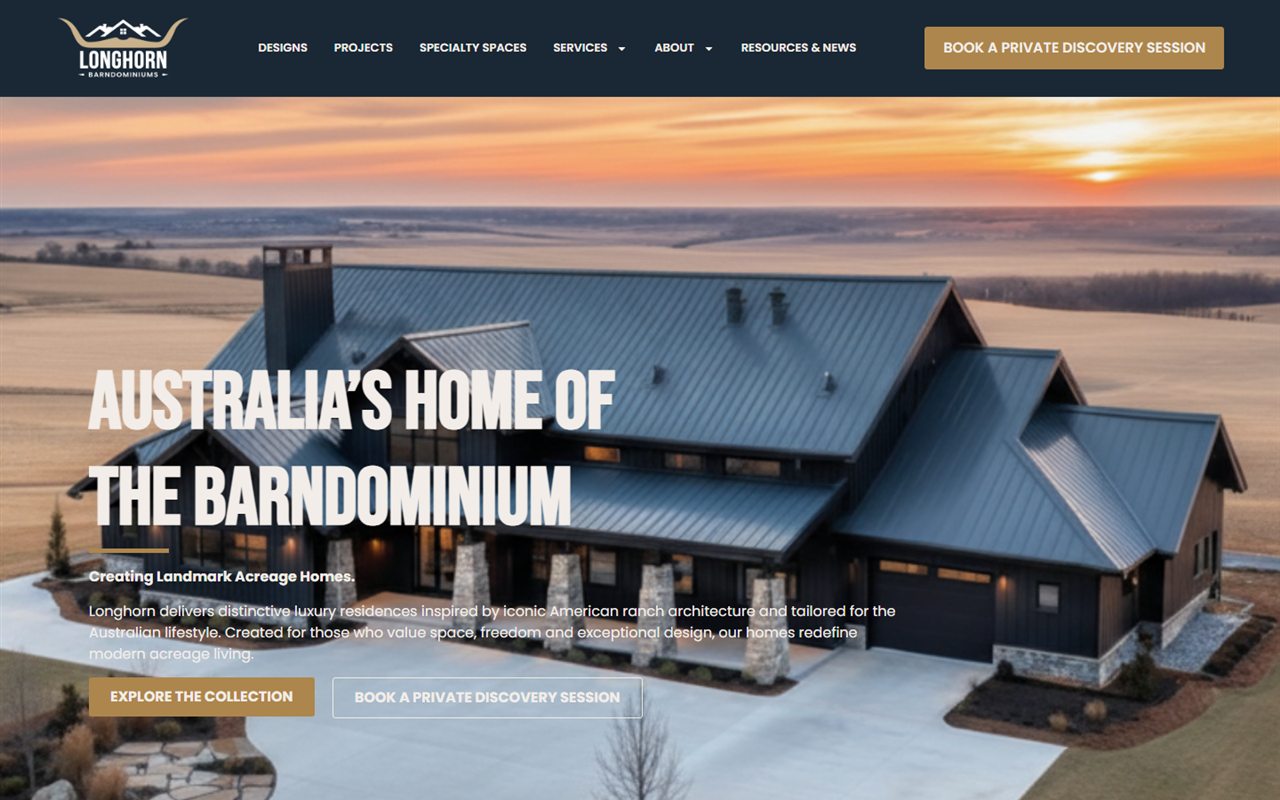 LONGHORN
BARNDOMINIUMS
DESIGNS
PROJECTS
SPECIALTY SPACES
SERVICES
ABOUT
RESOURCES & NEWS
BOOK A PRIVATE DISCOVERY SESSION
AUSTRALIA’S HOME OF
THE BARNDOMINIUM
Creating Landmark Acreage Homes.
Longhorn delivers distinctive luxury residences inspired by iconic American ranch architecture and tailored for the
Australian lifestyle. Created for those who value space, freedom and exceptional design, our homes redefine
modern acreage living.
EXPLORE THE COLLECTION
BOOK A PRIVATE DISCOVERY SESSION